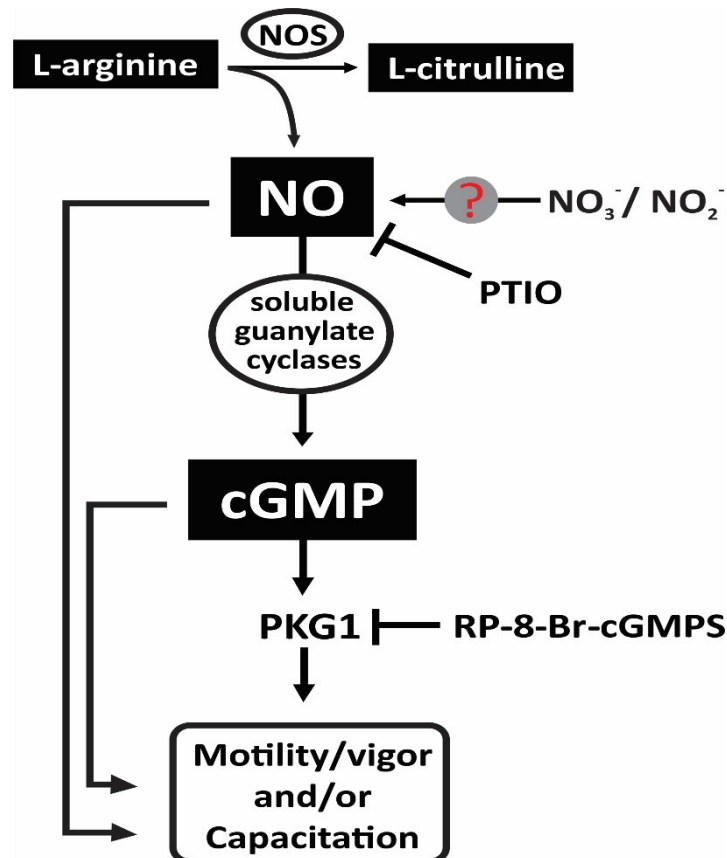 NOS
L-arginine
L-citrulline
NO
?
NO₃⁻/ NO₂⁻
PTIO
soluble
guanylate
cyclases
cGMP
PKG1
RP-8-Br-cGMPS
Motility/vigor
and/or
Capacitation